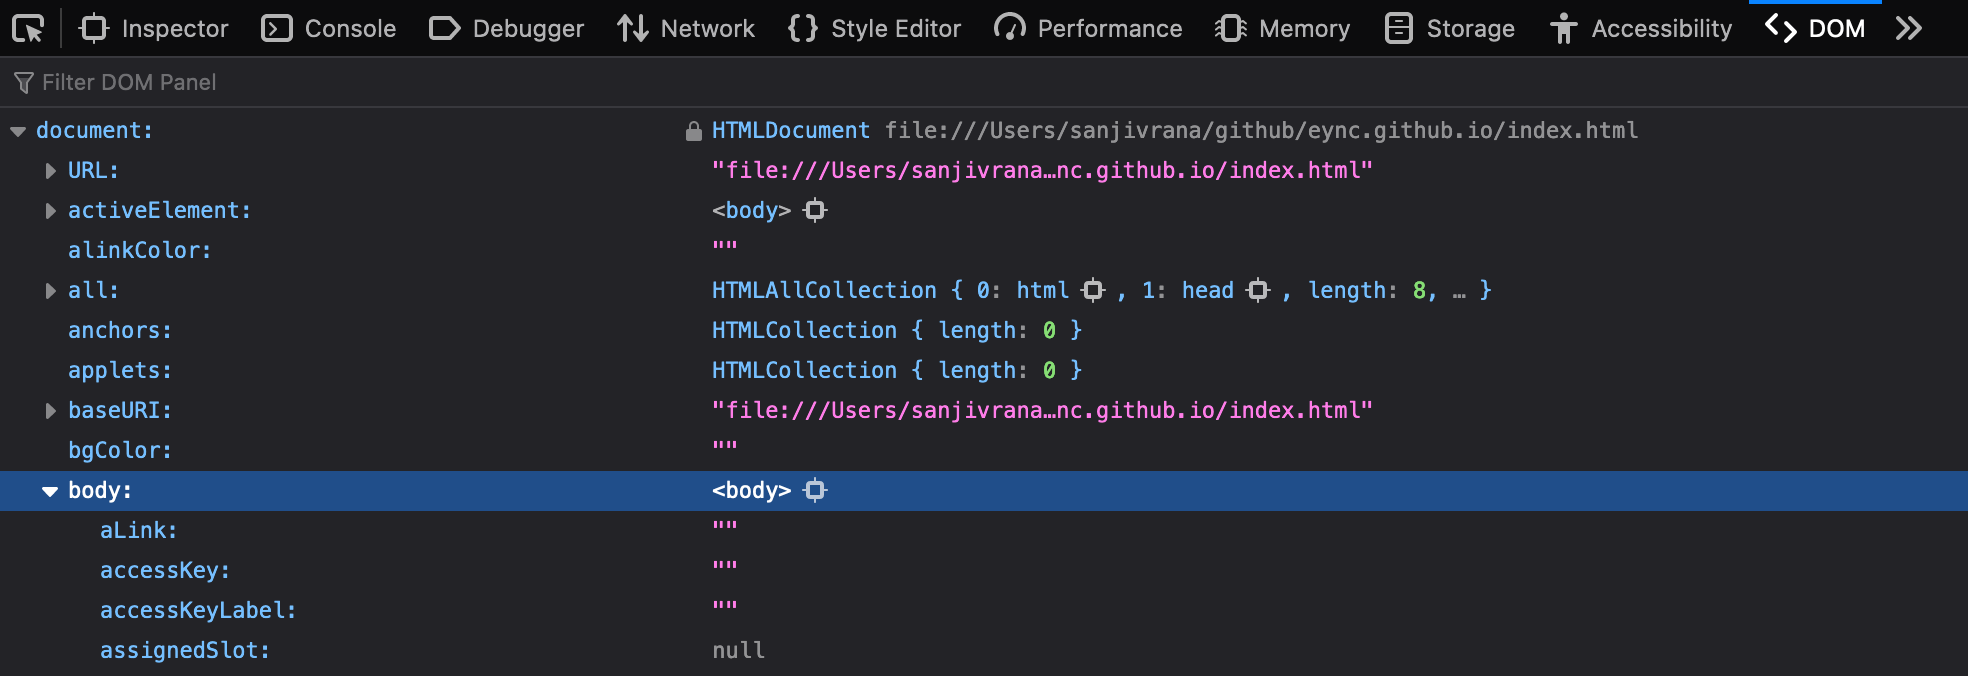 Inspector Console Debugger Network {} Style Editor Performance Memory Storage Accessibility DOM
Filter DOM Panel
document: HTMLDocument file:///Users/sanjivrana/github/eync.github.io/index.html
URL: "file:///Users/sanjivrana…nc.github.io/index.html"
activeElement: <body>
alinkColor: ""
all: HTMLAllCollection { 0: html , 1: head , length: 8, … }
anchors: HTMLCollection { length: 0 }
applets: HTMLCollection { length: 0 }
baseURI: "file:///Users/sanjivrana…nc.github.io/index.html"
bgColor: ""
body: <body>
aLink: ""
accessKey: ""
accessKeyLabel: ""
assignedSlot: null